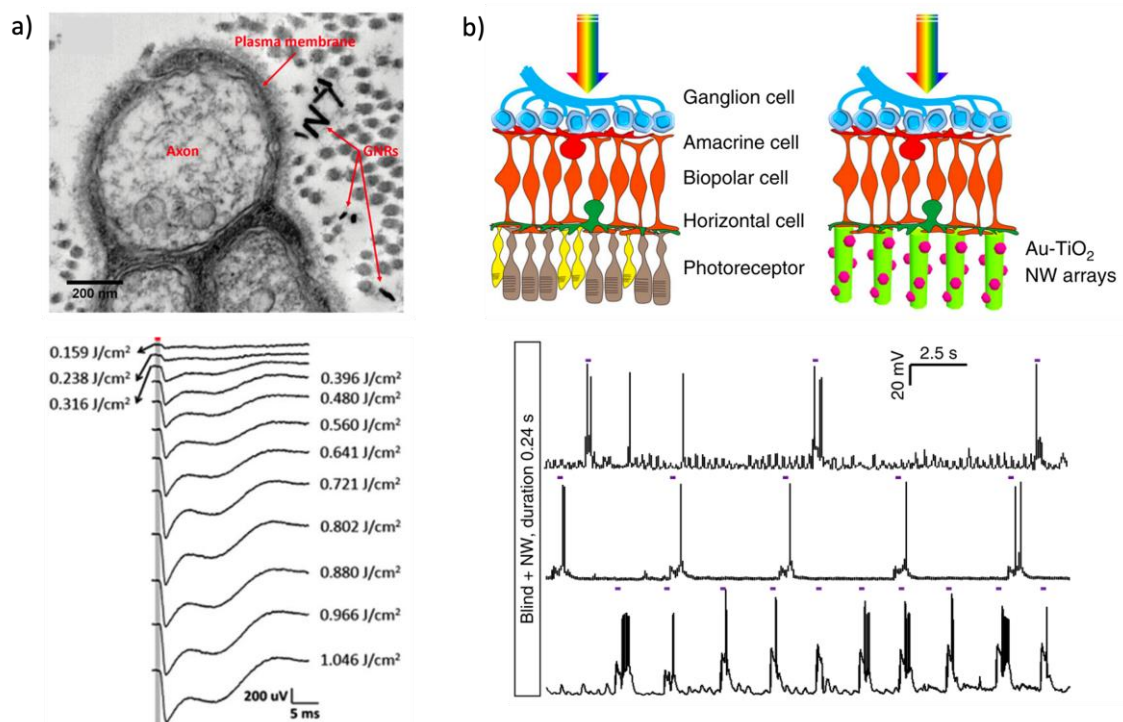 a)
Plasma membrane
Axon
GNRs
200 nm
0.159 J/cm²
0.238 J/cm²
0.316 J/cm²
0.396 J/cm²
0.480 J/cm²
0.560 J/cm²
0.641 J/cm²
0.721 J/cm²
0.802 J/cm²
0.880 J/cm²
0.966 J/cm²
1.046 J/cm²
200 uV
5 ms
b)
Ganglion cell
Amacrine cell
Biopolar cell
Horizontal cell
Photoreceptor
Au-TiO₂
NW arrays
Blind + NW, duration 0.24 s
20 mV
2.5 s